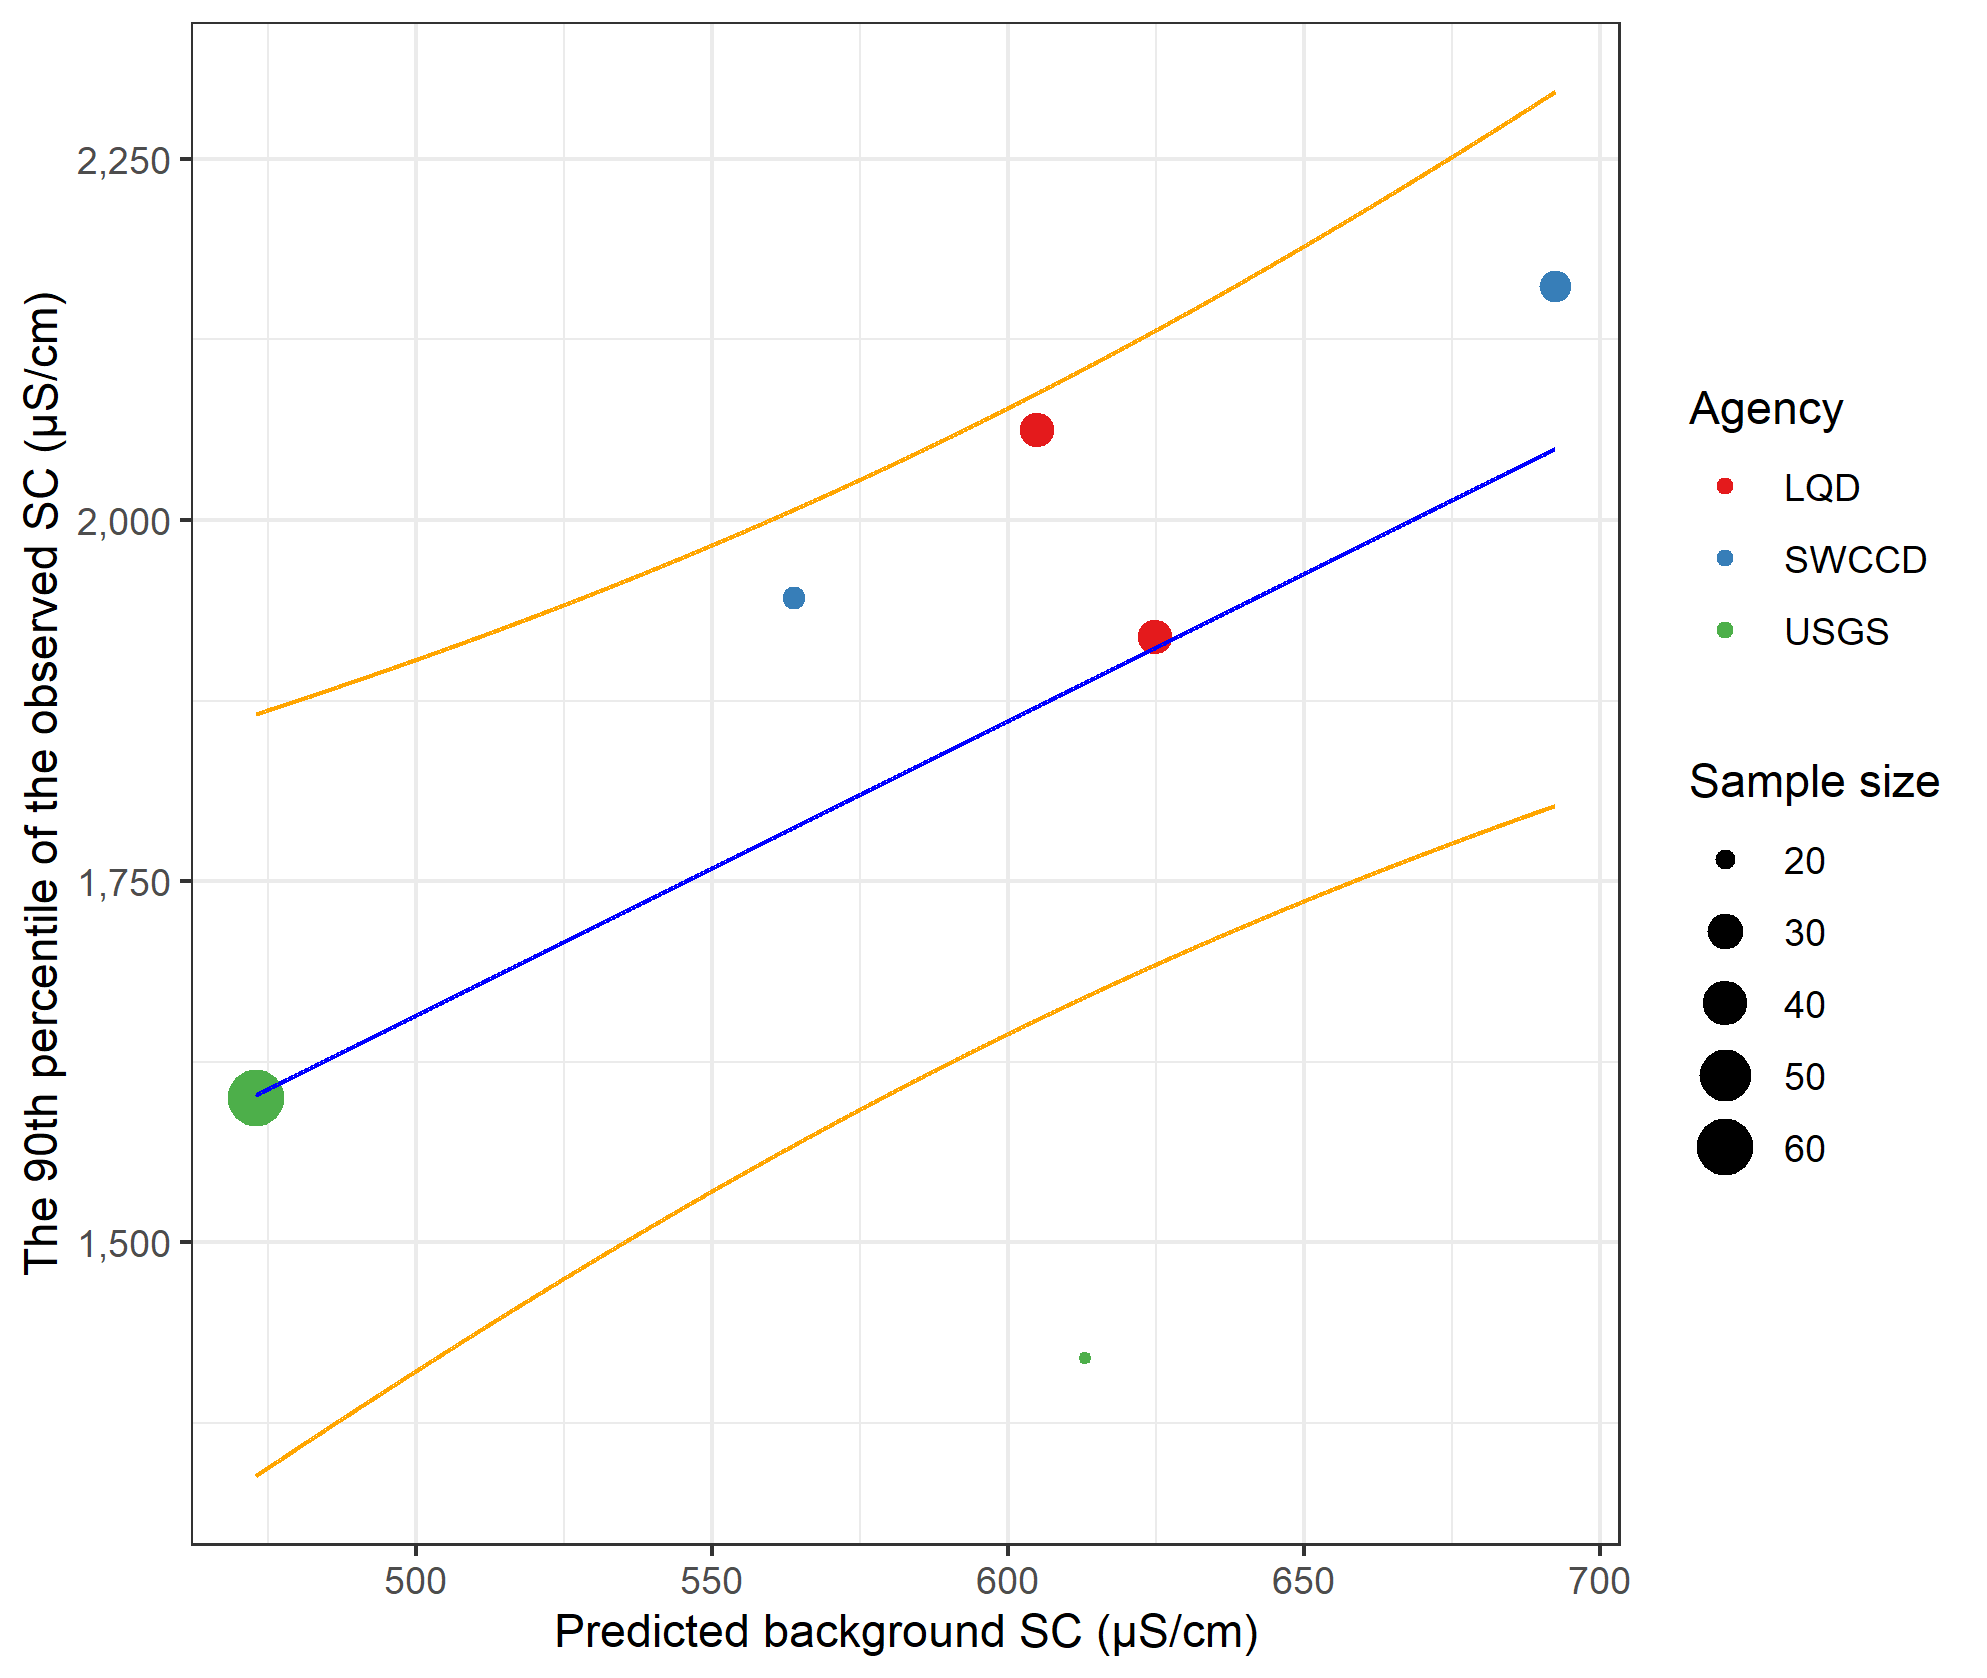 The 90th percentile of the observed SC (µS/cm)
2,250
2,000
1,750
1,500
500 550 600 650 700
Predicted background SC (µS/cm)
Agency
LQD
SWCCD
USGS
Sample size
20
30
40
50
60